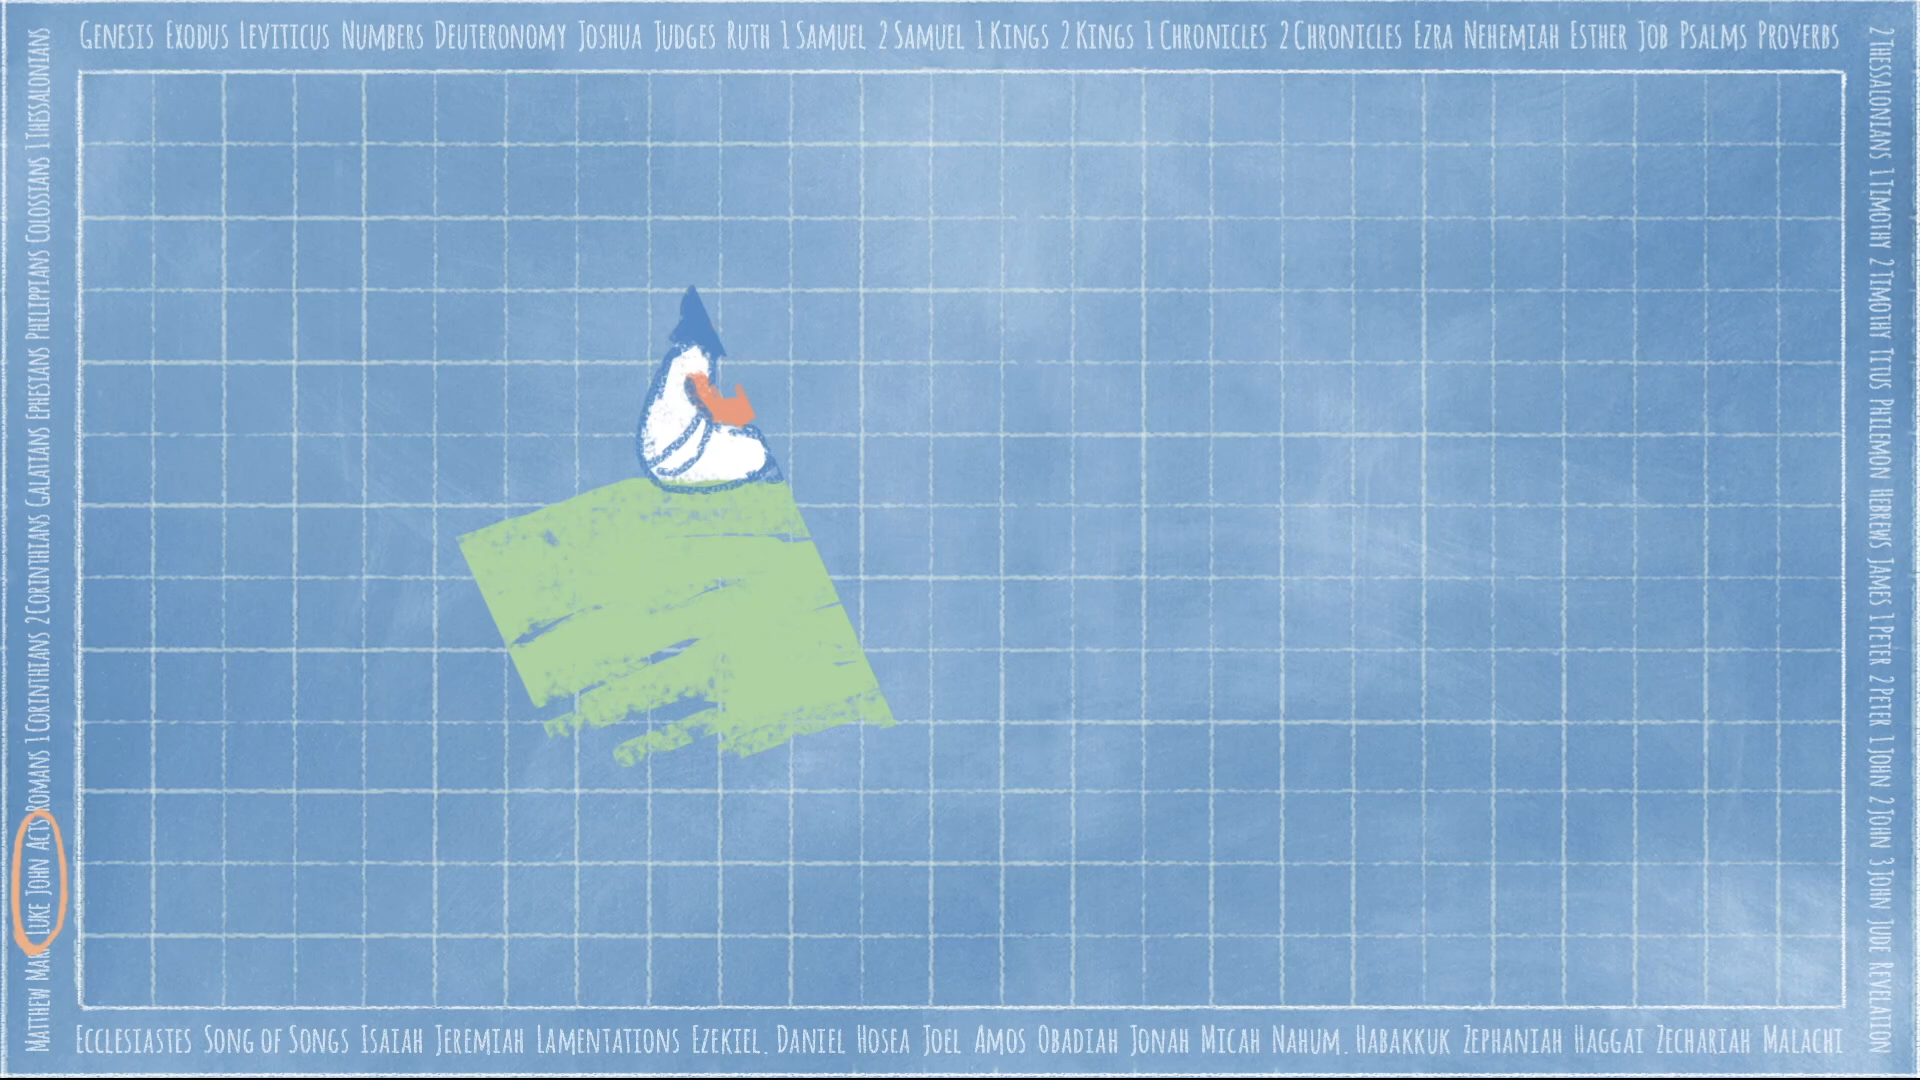 Genesis Exodus Leviticus Numbers Deuteronomy Joshua Judges Ruth 1 Samuel 2 Samuel 1 Kings 2 Kings 1 Chronicles 2 Chronicles Ezra Nehemiah Esther Job Psalms Proverbs
Ecclesiastes Song of Songs Isaiah Jeremiah Lamentations Ezekiel. Daniel Hosea Joel Amos Obadiah Jonah Micah Nahum. Habakkuk Zephaniah Haggai Zechariah Malachi
Matthew Mark Luke John Acts Romans 1 Corinthians 2 Corinthians Galatians Ephesians Philippians Colossians 1 Thessalonians
2 Thessalonians 1 Timothy 2 Timothy Titus Philemon Hebrews James 1 Peter 2 Peter 1 John 2 John 3 John Jude Revelation